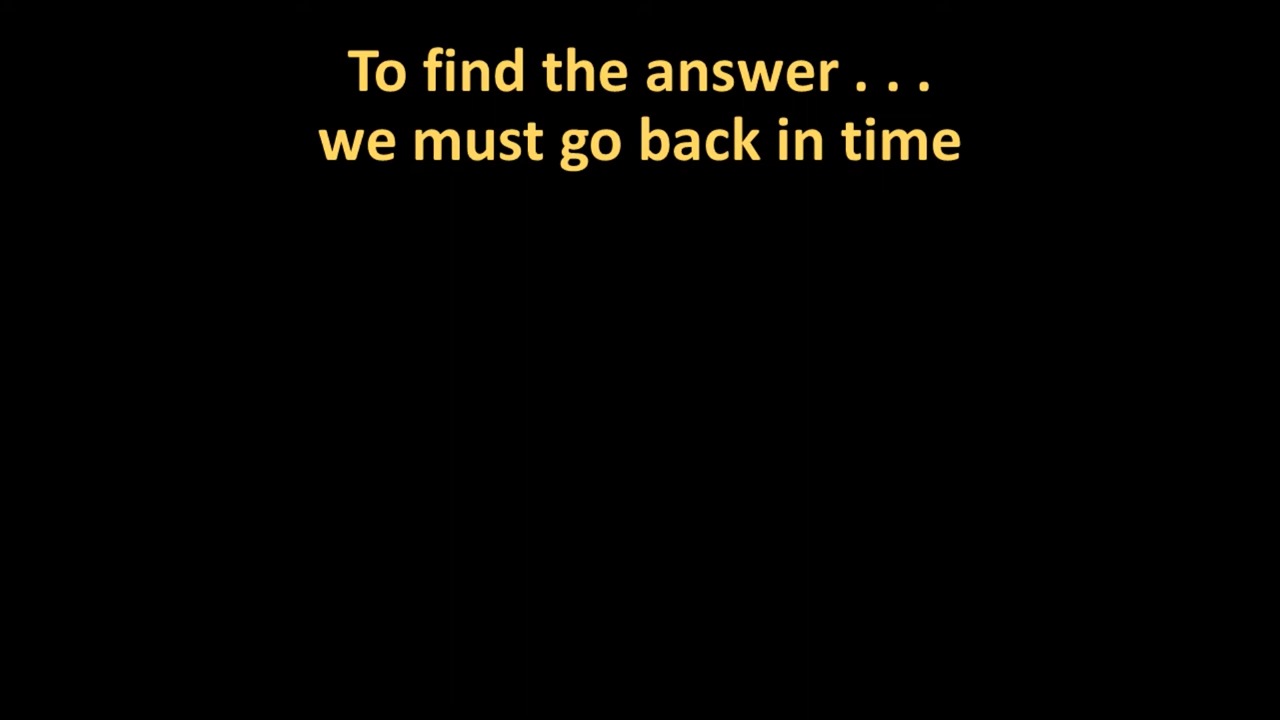 To find the answer . . .
we must go back in time